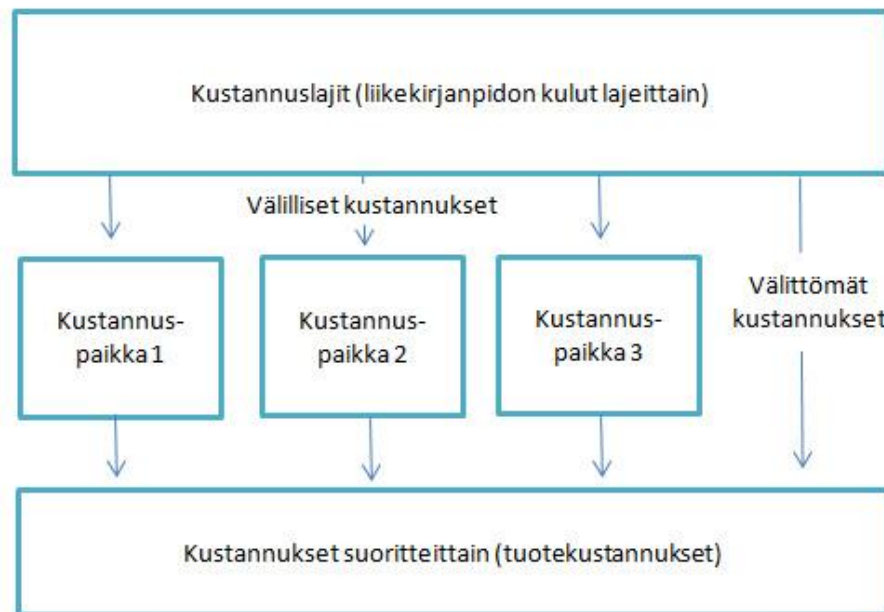 Kustannuslajit (liikekirjanpidon kulut lajeittain)
Välilliset kustannukset
Kustannus-
paikka 1
Kustannus-
paikka 2
Kustannus-
paikka 3
Välittömät
kustannukset
Kustannukset suoritteittain (tuotekustannukset)